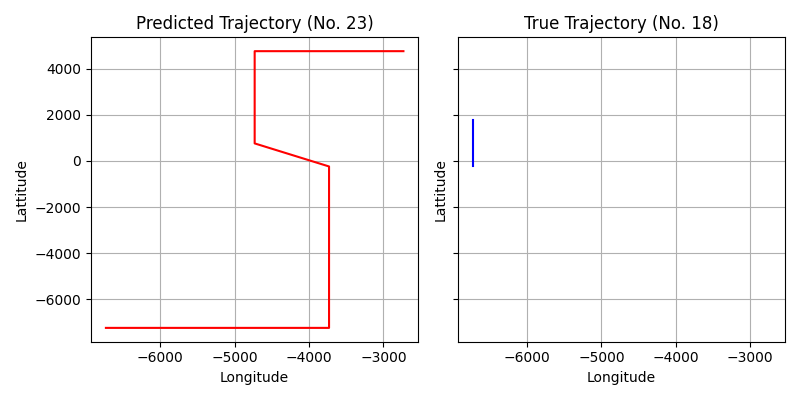 Predicted Trajectory (No. 23)
True Trajectory (No. 18)
Lattitude
4000
2000
0
−2000
−4000
−6000
−6000 −5000 −4000 −3000
Longitude
Lattitude
−6000 −5000 −4000 −3000
Longitude